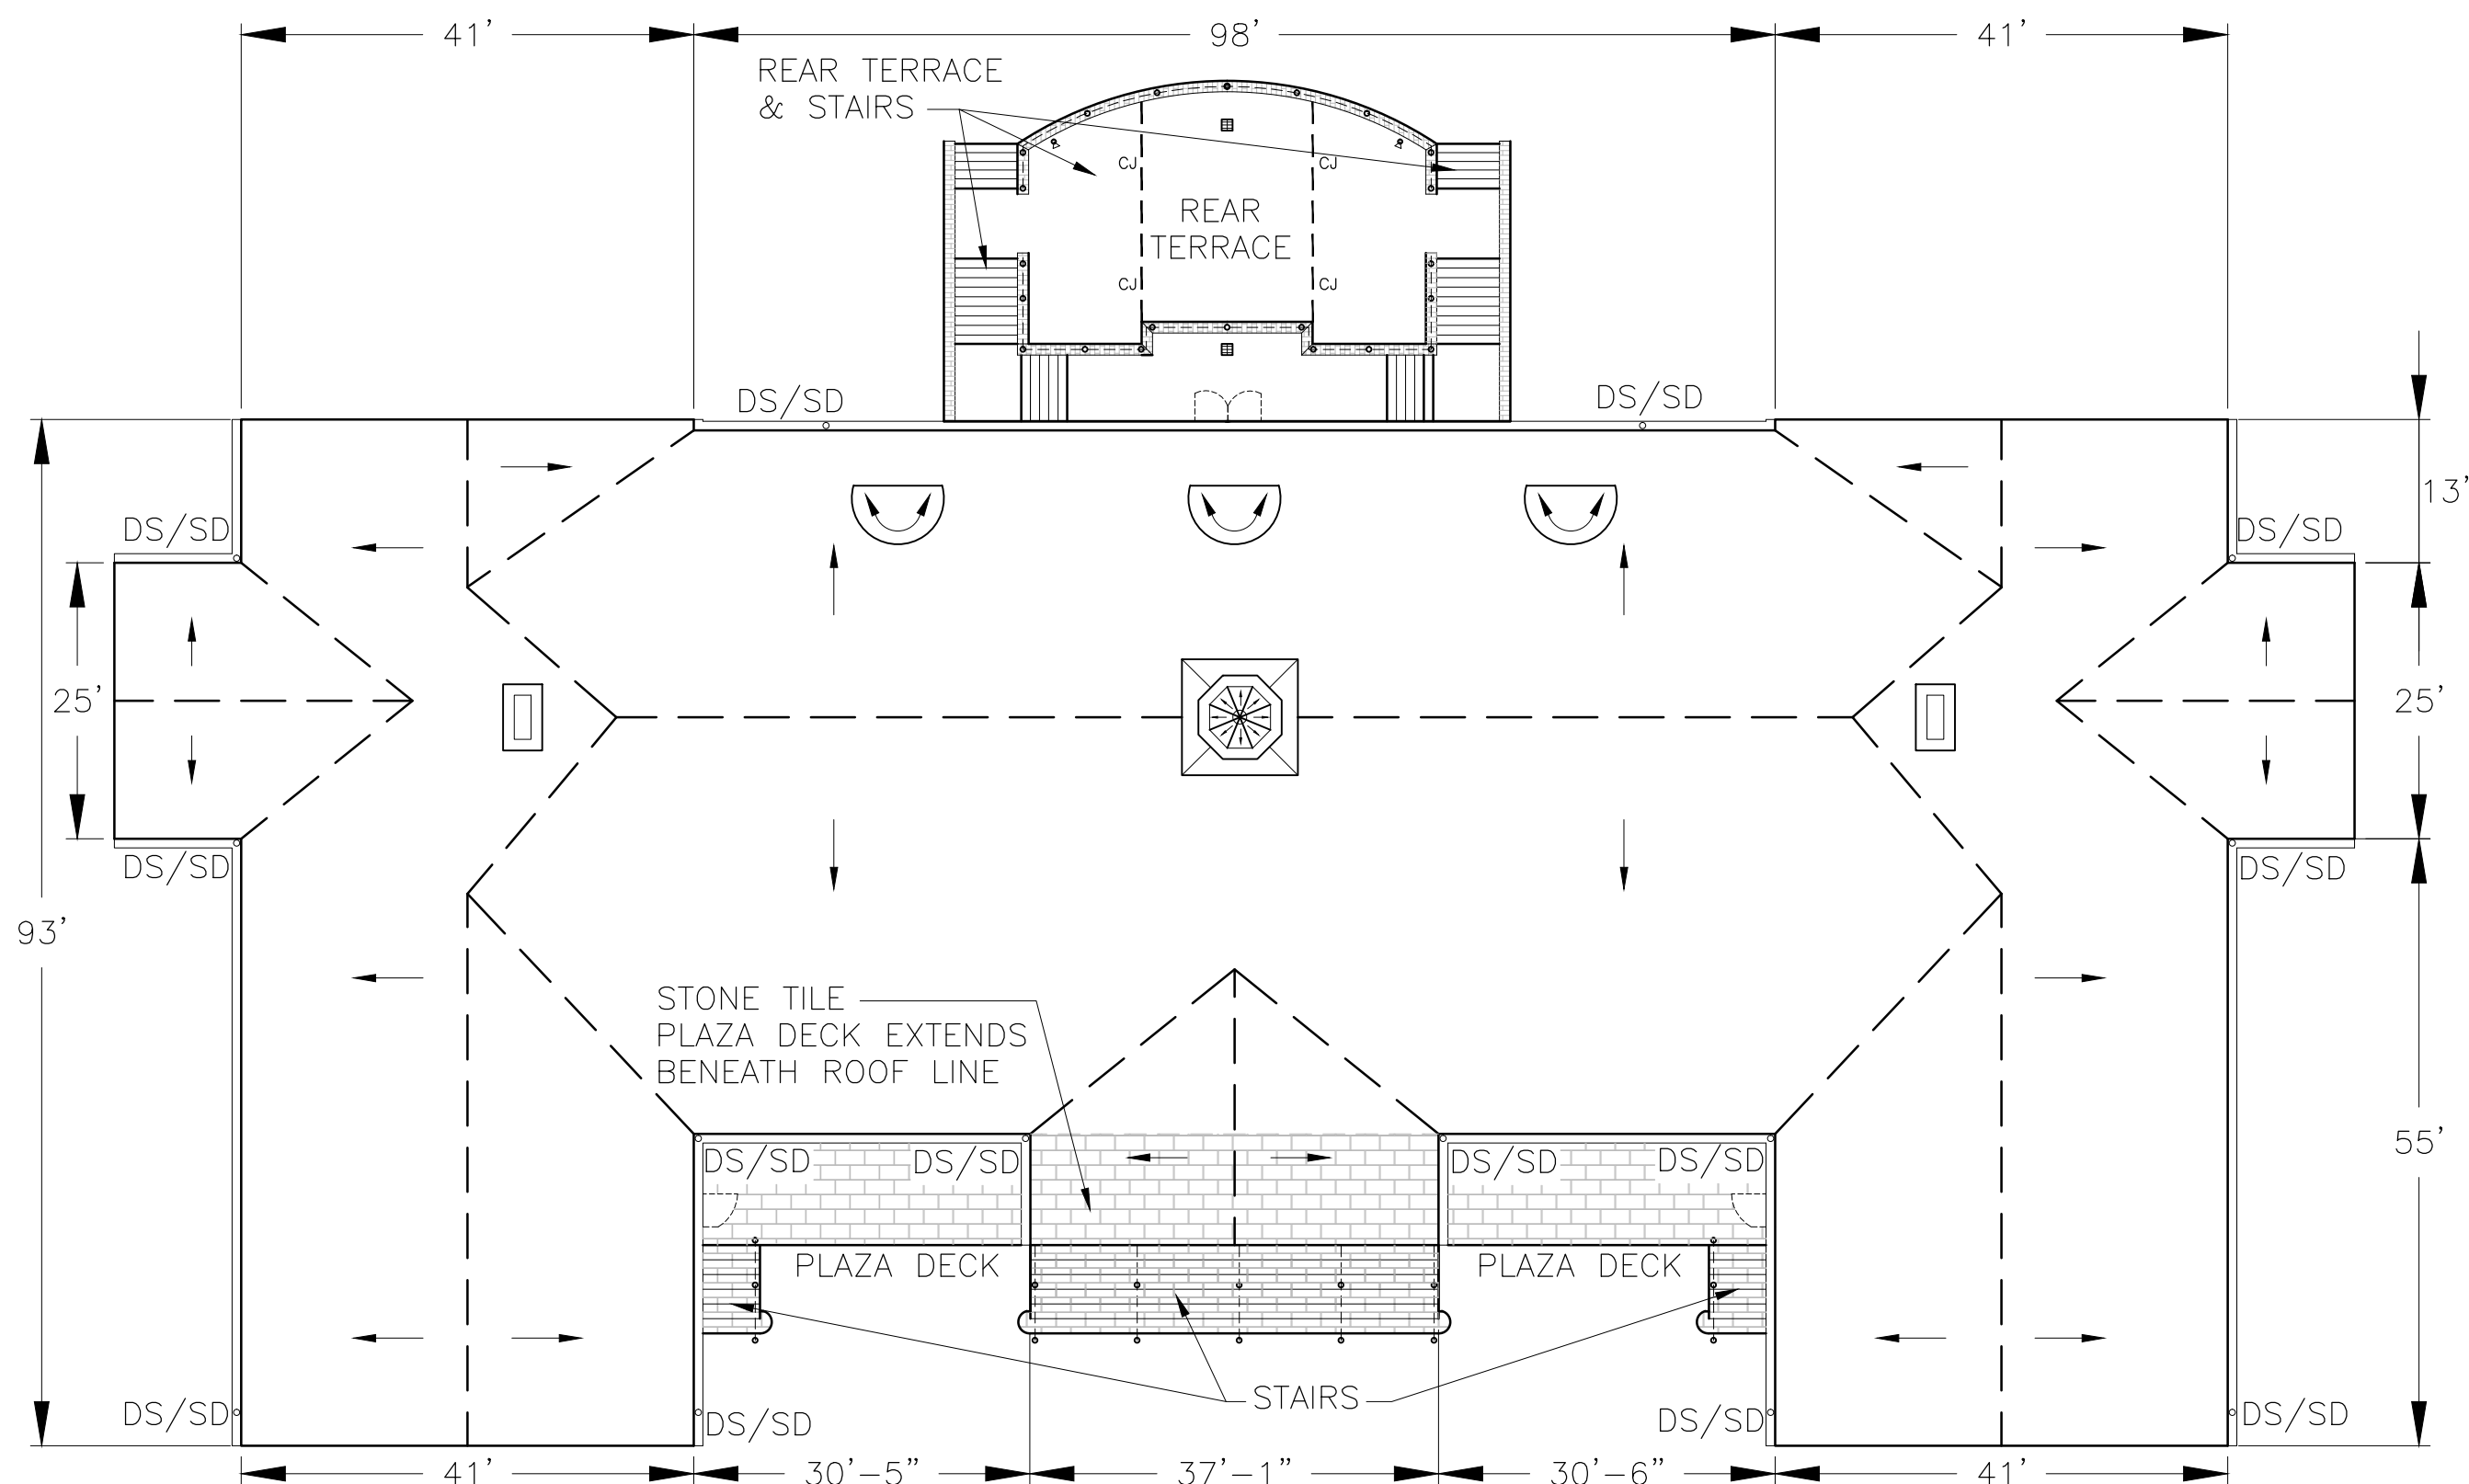 41'
98'
41'
REAR TERRACE
& STAIRS
CJ
CJ
REAR
TERRACE
CJ
CJ
DS/SD
DS/SD
13'
DS/SD
DS/SD
25'
25'
DS/SD
DS/SD
93'
STONE TILE
PLAZA DECK EXTENDS
BENEATH ROOF LINE
55'
DS/SD
DS/SD
DS/SD
DS/SD
PLAZA DECK
PLAZA DECK
STAIRS
DS/SD
DS/SD
DS/SD
DS/SD
41'
30'-5"
37'-1"
30'-6"
41'